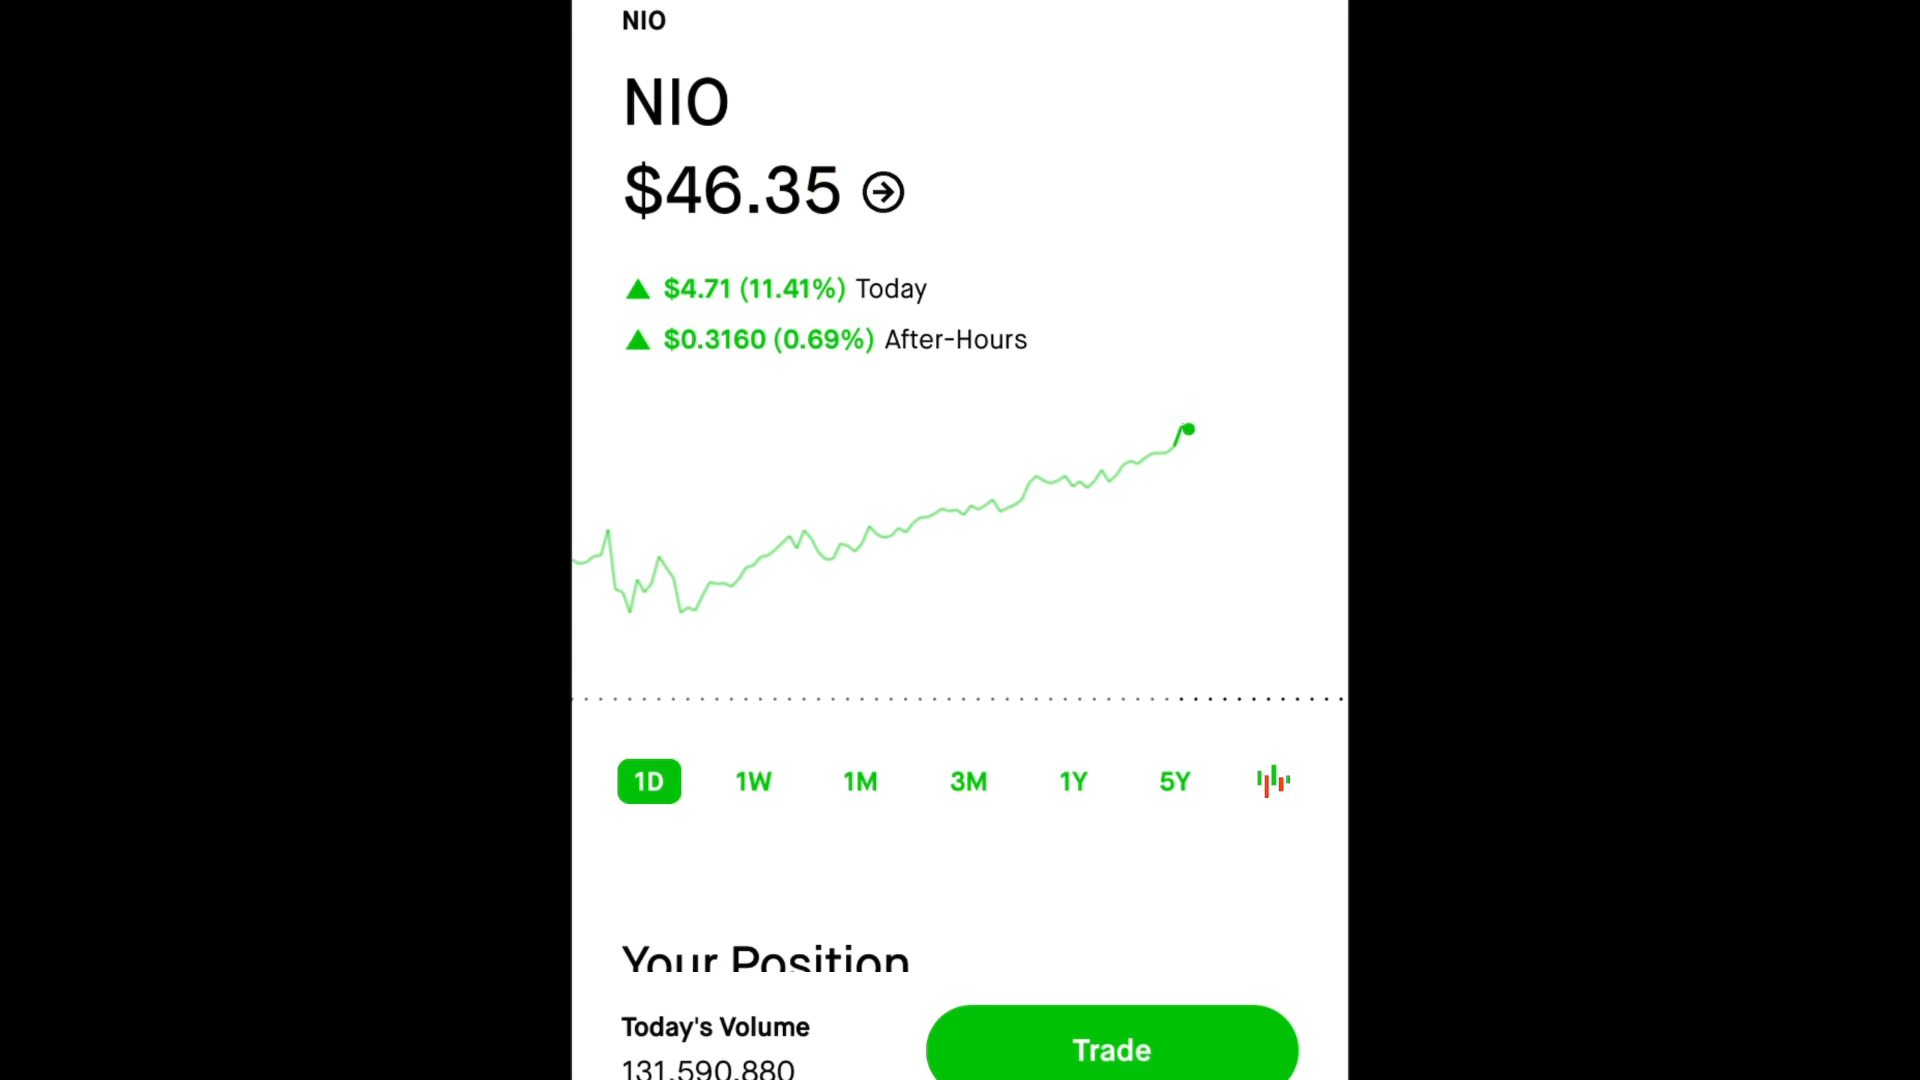 NIO
NIO
$46.35
$4.71 (11.41%) Today
$0.3160 (0.69%) After-Hours
1D 1W 1M 3M 1Y 5Y
Your Position
Today's Volume
131,590,880
Trade